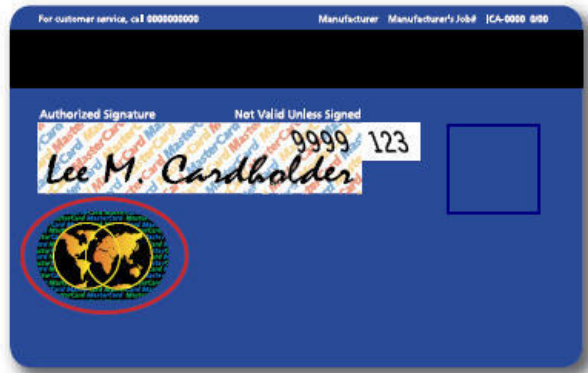 For customer service, call 0000000000 Manufacturer Manufacturer's Job# ICA-0000 0/00
Authorized Signature Not Valid Unless Signed
9999 123
Lee M. Cardholder